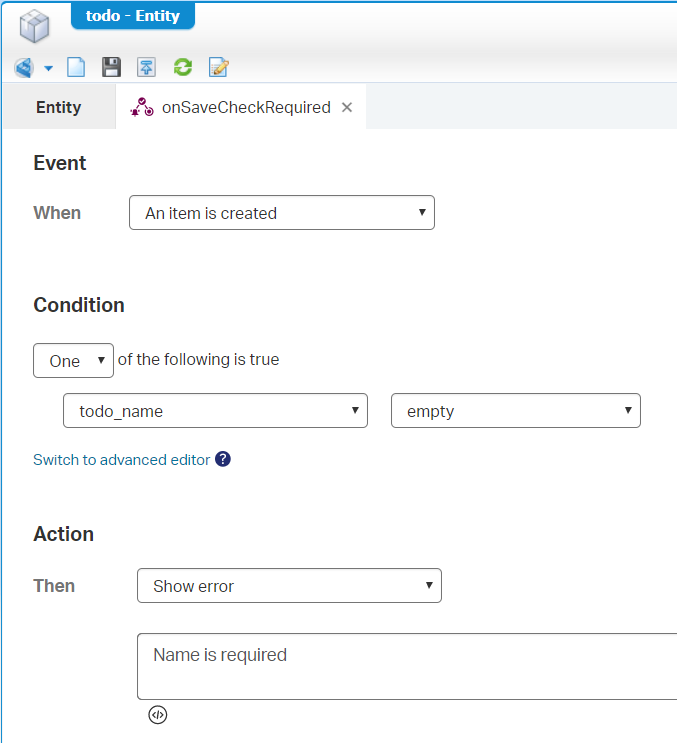 todo - Entity
Entity onSaveCheckRequired
Event
When An item is created
Condition
One of the following is true
todo_name empty
Switch to advanced editor ?
Action
Then Show error
Name is required